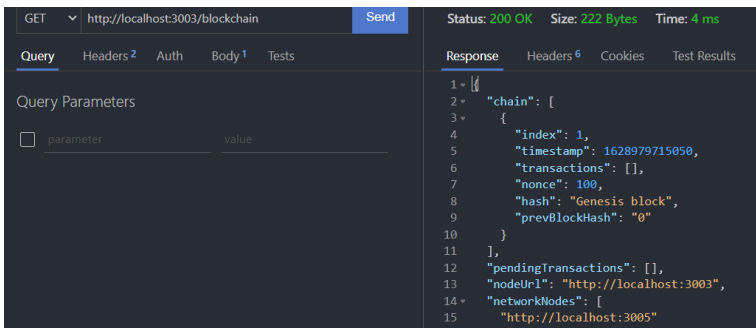 GET http://localhost:3003/blockchain Send
Query Headers 2 Auth Body 1 Tests
Query Parameters
parameter value
Status: 200 OK Size: 222 Bytes Time: 4 ms
Response Headers 6 Cookies Test Results
1 {
2 "chain": [
3 {
4 "index": 1,
5 "timestamp": 1628979715050,
6 "transactions": [],
7 "nonce": 100,
8 "hash": "Genesis block",
9 "prevBlockHash": "0"
10 }
11 ],
12 "pendingTransactions": [],
13 "nodeUrl": "http://localhost:3003",
14 "networkNodes": [
15 "http://localhost:3005"